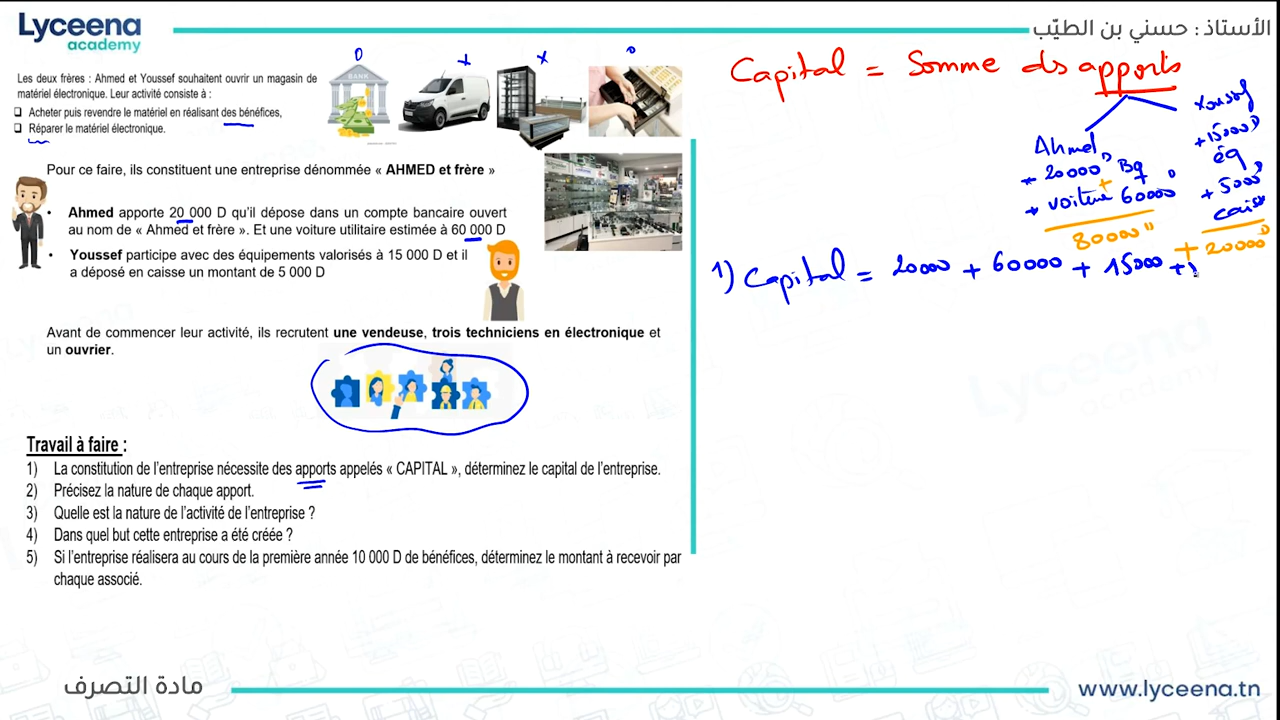 Lyceena
academy
الأستاذ : حسني بن الطيّب
Les deux frères : Ahmed et Youssef souhaitent ouvrir un magasin de
matériel électronique. Leur activité consiste à :
❑ Acheter puis revendre le matériel en réalisant des bénéfices,
❑ Réparer le matériel électronique.
BANK
Pour ce faire, ils constituent une entreprise dénommée « AHMED et frère »
• Ahmed apporte 20 000 D qu'il dépose dans un compte bancaire ouvert
au nom de « Ahmed et frère ». Et une voiture utilitaire estimée à 60 000 D
• Youssef participe avec des équipements valorisés à 15 000 D et il
a déposé en caisse un montant de 5 000 D
Avant de commencer leur activité, ils recrutent une vendeuse, trois techniciens en électronique et
un ouvrier.
Travail à faire :
1) La constitution de l'entreprise nécessite des apports appelés « CAPITAL », déterminez le capital de l'entreprise.
2) Précisez la nature de chaque apport.
3) Quelle est la nature de l'activité de l'entreprise ?
4) Dans quel but cette entreprise a été créée ?
5) Si l'entreprise réalisera au cours de la première année 10 000 D de bénéfices, déterminez le montant à recevoir par
chaque associé.
Capital = Somme ds apports
Ahmed
* 20000 D Bq
+
* voiture 60000 D
80000 D
Youssef
+ 15000 D
éq
+ 5000 D
caisse
+ 20000 D
1) Capital = 20000 + 60000 + 15000 +
Lyceena
academy
مادة التصرف
www.lyceena.tn